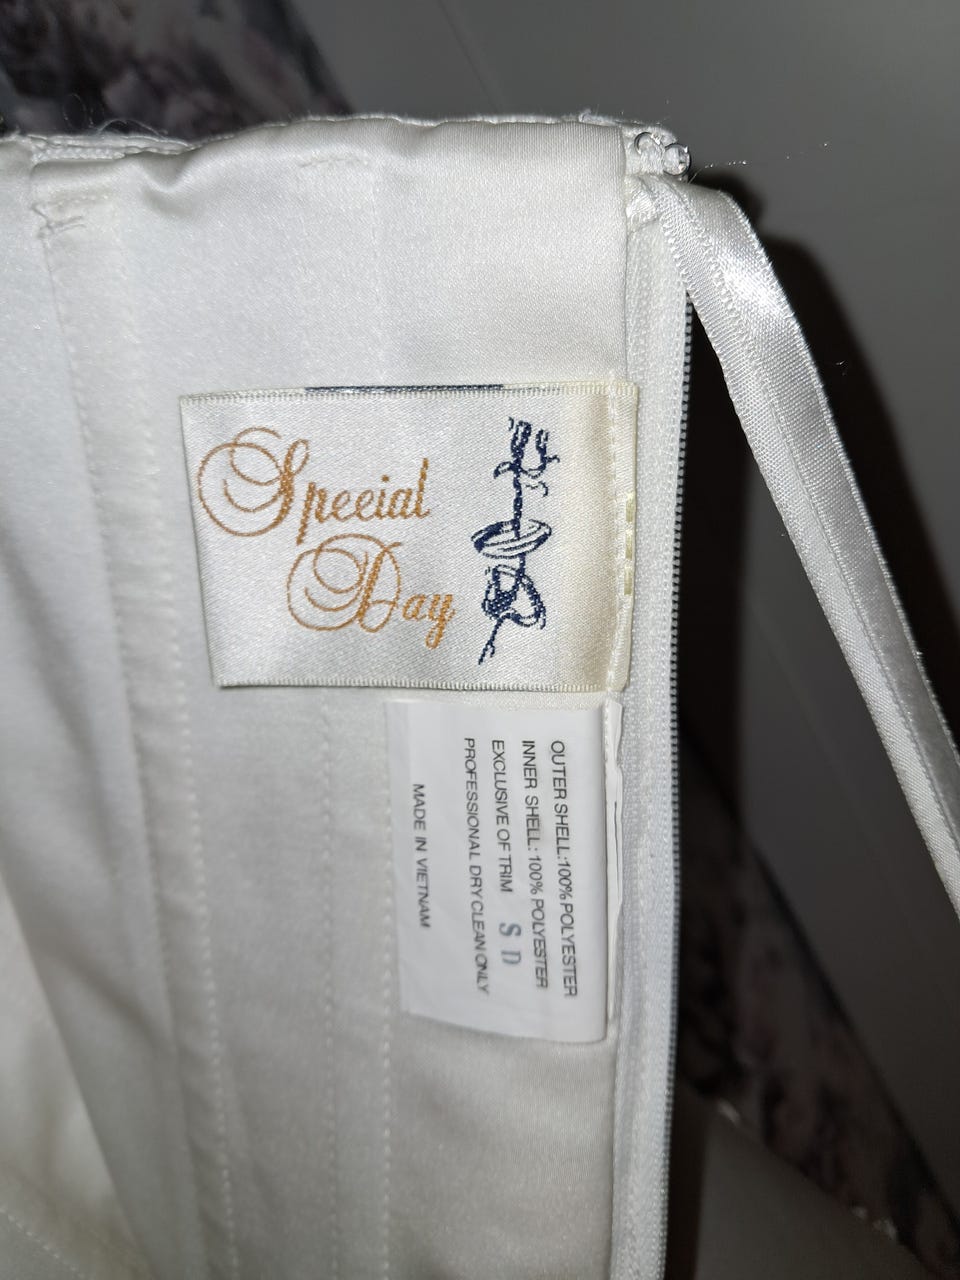 Special
Day
OUTER SHELL:100% POLYESTER
INNER SHELL: 100% POLYESTER
EXCLUSIVE OF TRIM S D
PROFESSIONAL DRY CLEAN ONLY
MADE IN VIETNAM